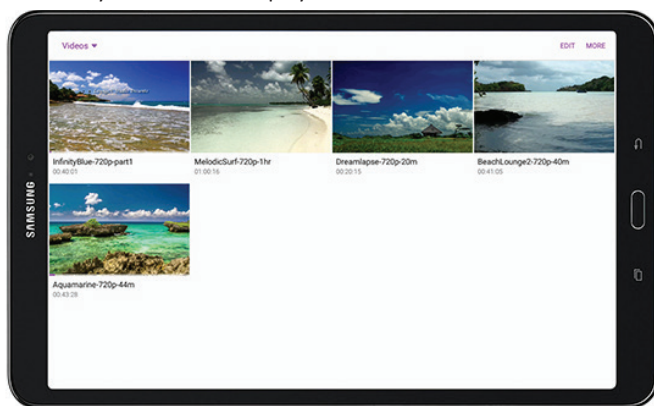 Videos
EDIT MORE
InfinityBlue-720p-part1
00:40:01
MelodicSurf-720p-1hr
01:00:16
Dreamlapse-720p-20m
00:20:15
BeachLounge2-720p-40m
00:41:05
Aquamarine-720p-44m
00:43:28
SAMSUNG